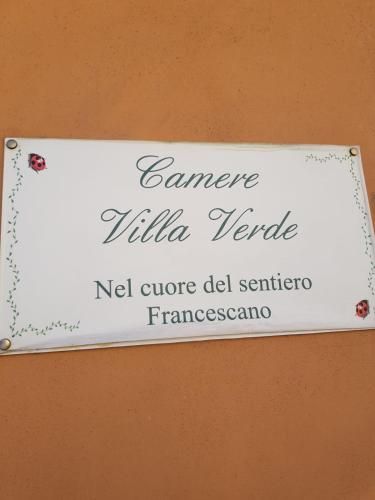 Camere
Villa Verde
Nel cuore del sentiero
Francescano